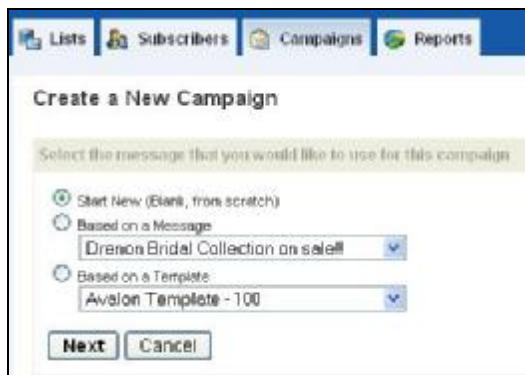 Lists Subscribers Campaigns Reports
Create a New Campaign
Select the message that you would like to use for this campaign
Start New (Blank, from scratch)
Based on a Message
Drenon Bridal Collection on sale!!!
Based on a Template
Avalon Template - 100
Next Cancel